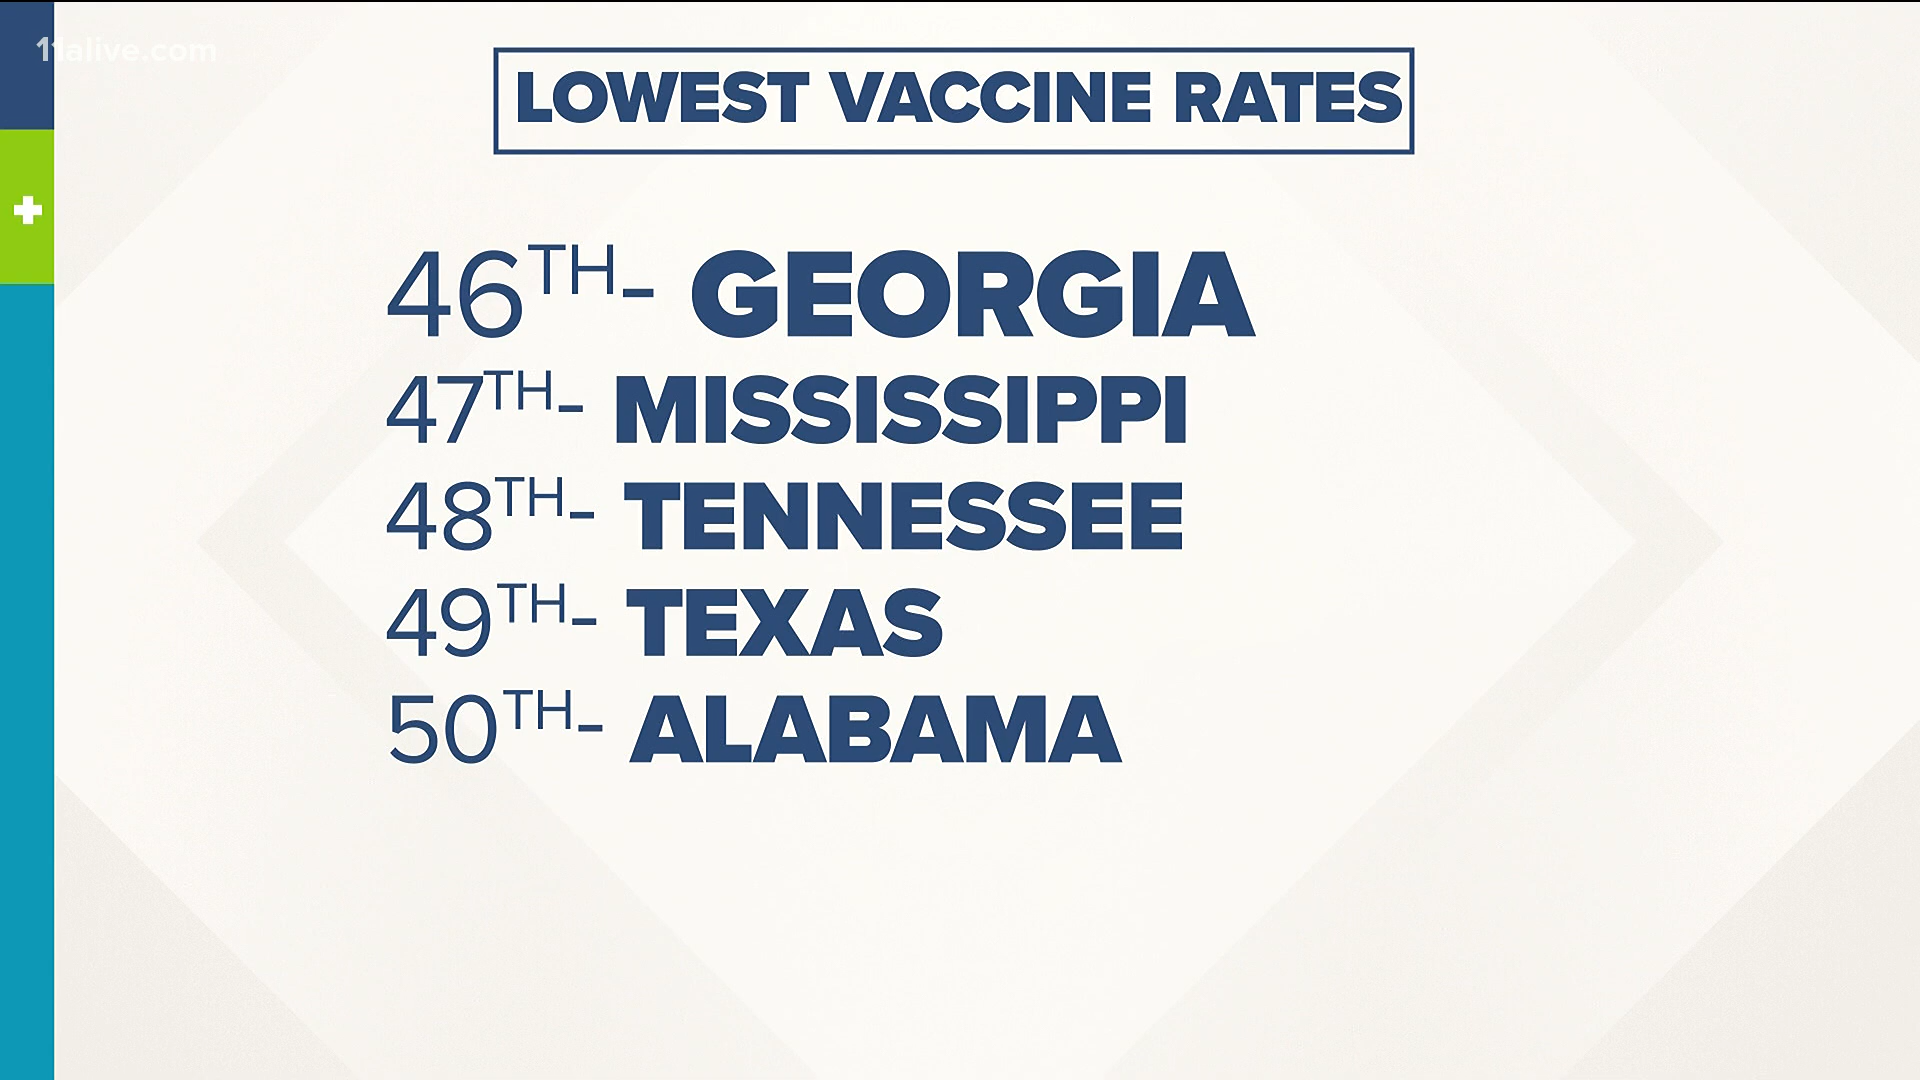 11alive.com
LOWEST VACCINE RATES
46TH- GEORGIA
47TH- MISSISSIPPI
48TH- TENNESSEE
49TH- TEXAS
50TH- ALABAMA